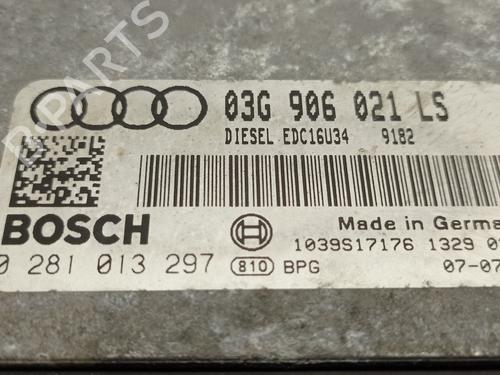 03G 906 021 LS
DIESEL EDC16U34 9182
BOSCH
Made in Germa
0 281 013 297
1039S17176 1329
810 BPG
07-07
BPARTS